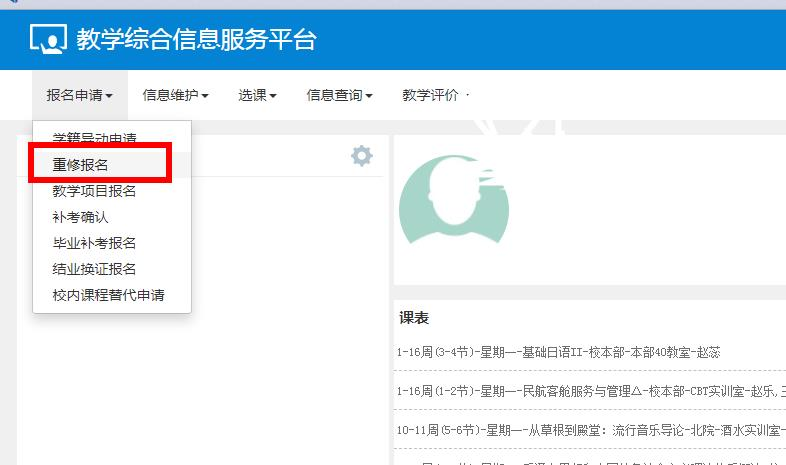 教学综合信息服务平台
报名申请 信息维护 选课 信息查询 教学评价
学籍异动申请
重修报名
教学项目报名
补考确认
毕业补考报名
结业换证报名
校内课程替代申请
课表
1-16周(3-4节)-星期一-基础日语II-校本部-本部40教室-赵蕊
1-16周(1-2节)-星期一-民航客舱服务与管理△-校本部-CBT实训室-赵乐,王
10-11周(5-6节)-星期一-从草根到殿堂：流行音乐导论-北院-酒水实训室-